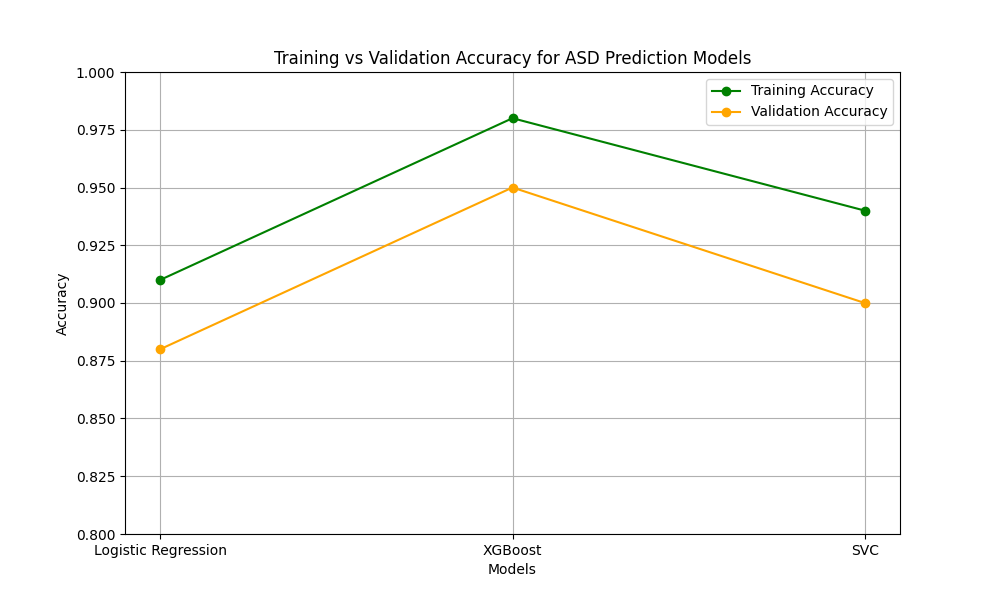 Training vs Validation Accuracy for ASD Prediction Models
Training Accuracy
Validation Accuracy
1.000
0.975
0.950
0.925
0.900
0.875
0.850
0.825
0.800
Accuracy
Logistic Regression
XGBoost
SVC
Models